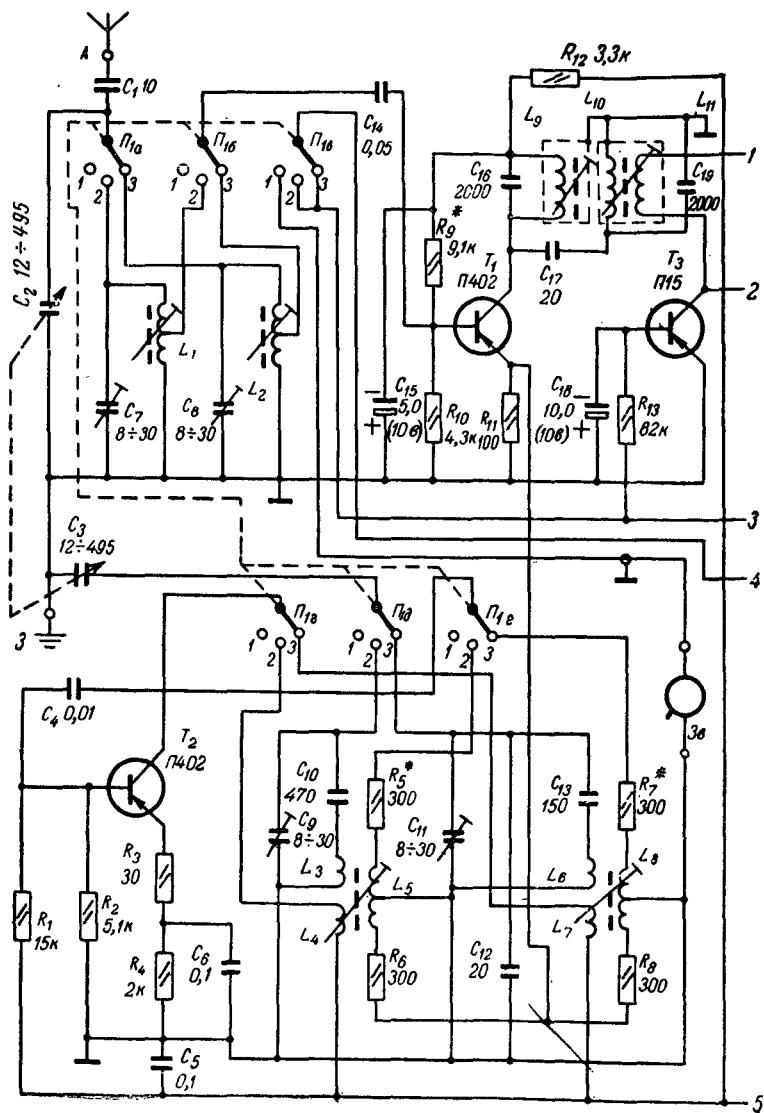 А
C₁ 10
П1а
П1б
П1в
1
2
3
1
2
3
1
2
3
C₁₄
0,05
R₁₂ 3,3к
L₉
L₁₀
L₁₁
C₁₆
2000
C₁₉
2000
1
R₉*
9,1к
T₁
П402
C₁₇
20
T₃
П15
2
C₂ 12÷495
L₁
L₂
C₇
8÷30
C₈
8÷30
–
C₁₅
5,0
+
(10в)
R₁₀
4,3к
R₁₁
100
C₁₈
–
10,0
(10в)
+
R₁₃
82к
3
4
C₃
12÷495
З
П1г
П1д
П1е
1
2
3
1
2
3
1
2
3
C₄ 0,01
T₂
П402
Зв
C₁₀
470
R₅*
300
C₁₃
150
R₇*
300
C₉
8÷30
C₁₁
8÷30
R₃
30
L₃
L₅
L₆
L₈
R₁
15к
R₂
5,1к
L₄
L₇
R₄
2к
C₆
0,1
R₆
300
C₁₂
20
R₈
300
C₅
0,1
5